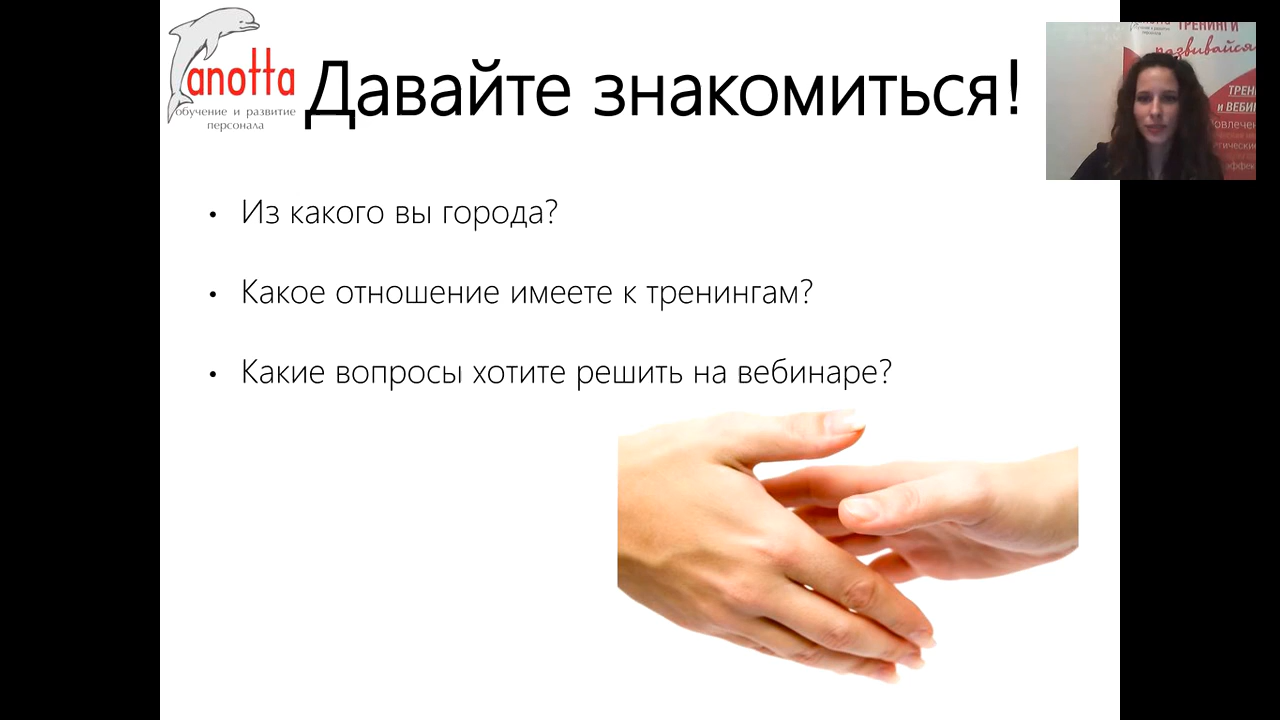 anotta
обучение и развитие
персонала
Давайте знакомиться!
• Из какого вы города?
• Какое отношение имеете к тренингам?
• Какие вопросы хотите решить на вебинаре?
ТРЕНИНГИ
развивайся